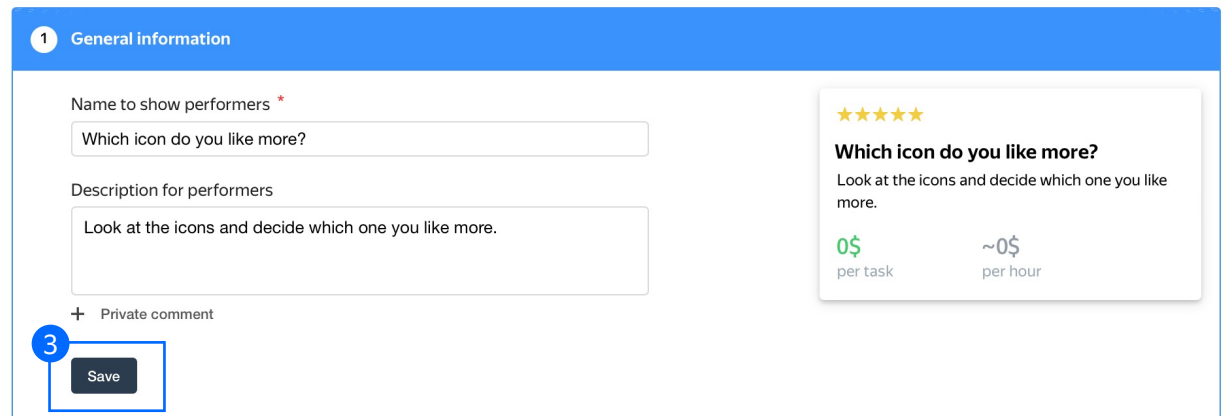 1 General information
Name to show performers *
Which icon do you like more?
Description for performers
Look at the icons and decide which one you like more.
+ Private comment
3
Save
Which icon do you like more?
Look at the icons and decide which one you like
more.
0$ ~0$
per task per hour